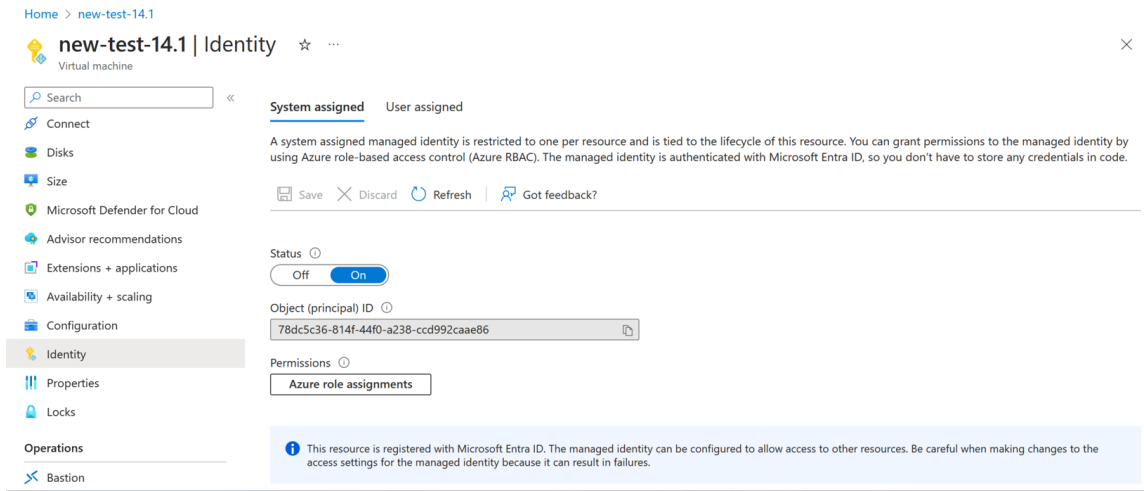 Home > new-test-14.1
new-test-14.1 | Identity ☆ ···
Virtual machine
Search
«
Connect
Disks
Size
Microsoft Defender for Cloud
Advisor recommendations
Extensions + applications
Availability + scaling
Configuration
Identity
Properties
Locks
Operations
Bastion
System assigned User assigned
A system assigned managed identity is restricted to one per resource and is tied to the lifecycle of this resource. You can grant permissions to the managed identity by
using Azure role-based access control (Azure RBAC). The managed identity is authenticated with Microsoft Entra ID, so you don't have to store any credentials in code.
Save Discard Refresh Got feedback?
Status
Off On
Object (principal) ID
78dc5c36-814f-44f0-a238-ccd992caae86
Permissions
Azure role assignments
This resource is registered with Microsoft Entra ID. The managed identity can be configured to allow access to other resources. Be careful when making changes to the
access settings for the managed identity because it can result in failures.